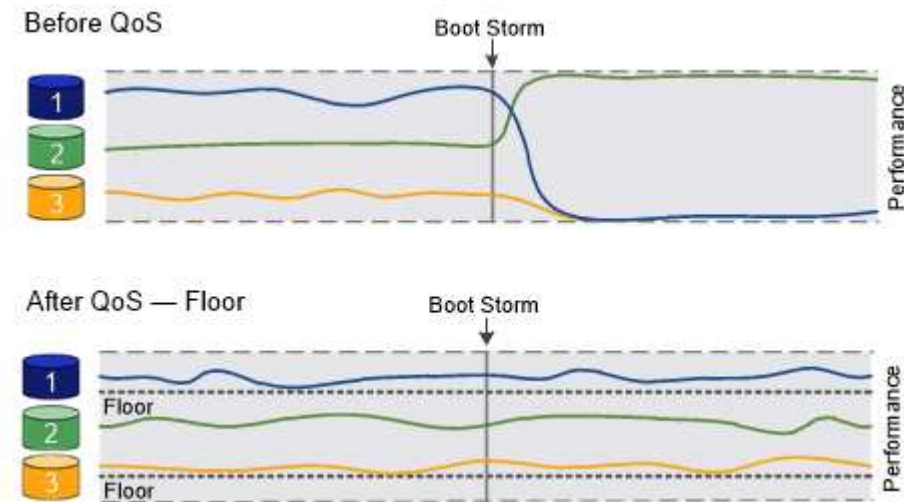 Before QoS
Boot Storm
1
2
3
Performance
After QoS — Floor
Boot Storm
1
Floor
2
3
Floor
Performance